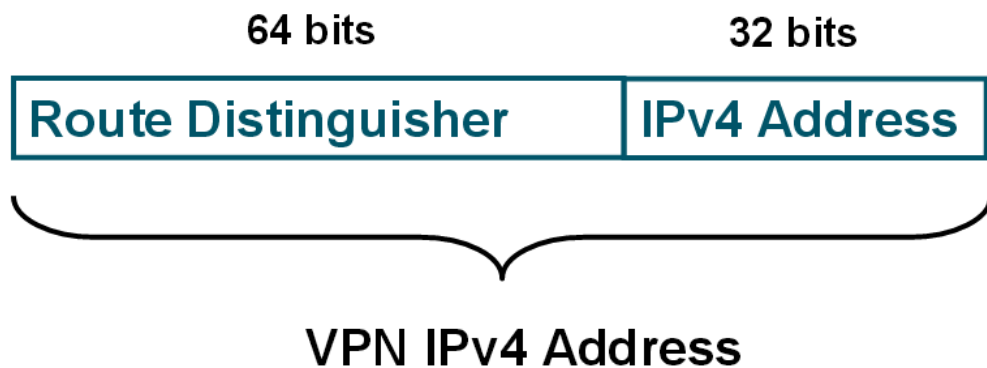 64 bits 32 bits
Route Distinguisher IPv4 Address
VPN IPv4 Address